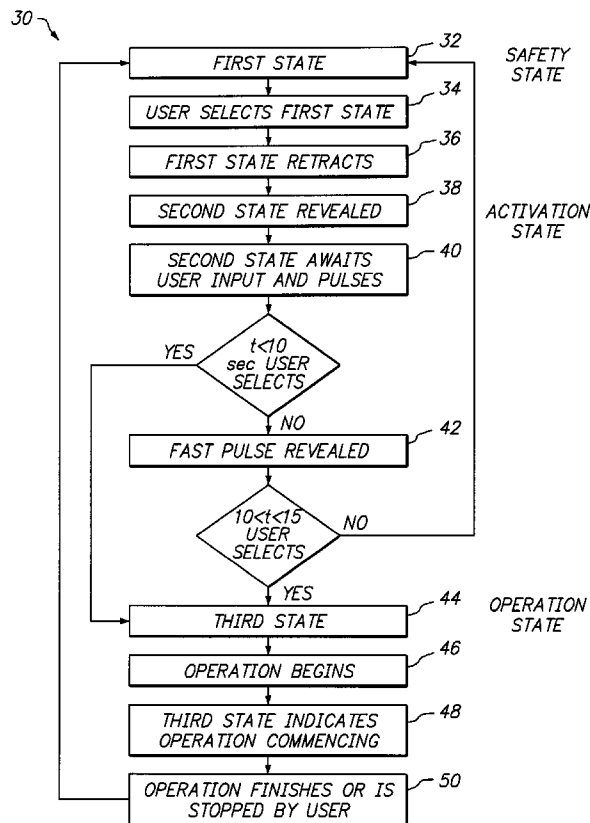 30
32
FIRST STATE
SAFETY
STATE
34
USER SELECTS FIRST STATE
36
FIRST STATE RETRACTS
38
SECOND STATE REVEALED
ACTIVATION
STATE
40
SECOND STATE AWAITS
USER INPUT AND PULSES
YES
t<10
sec USER
SELECTS
NO
42
FAST PULSE REVEALED
10<t<15
USER
SELECTS
NO
YES
44
THIRD STATE
OPERATION
STATE
46
OPERATION BEGINS
48
THIRD STATE INDICATES
OPERATION COMMENCING
50
OPERATION FINISHES OR IS
STOPPED BY USER